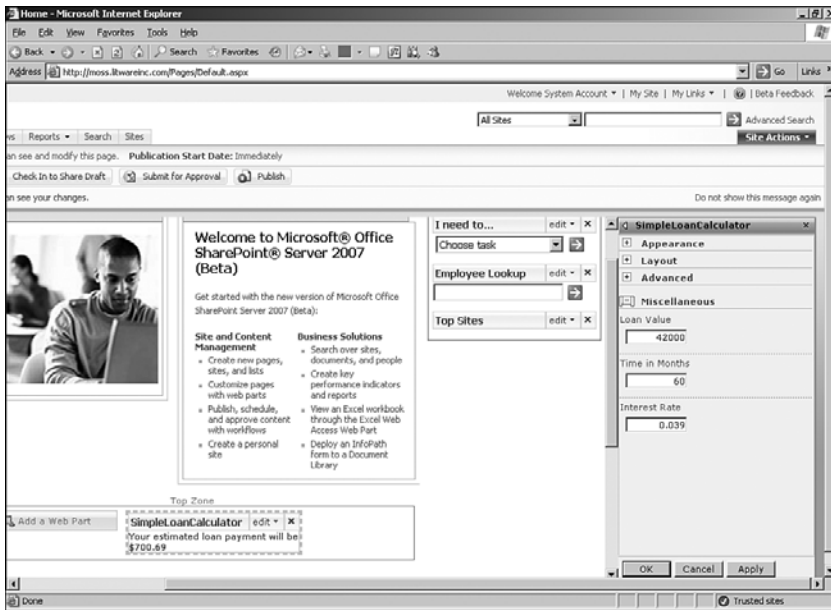 Home - Microsoft Internet Explorer
File Edit View Favorites Tools Help
Back Search Favorites
Address http://moss.litwareinc.com/Pages/Default.aspx Go Links
Welcome System Account | My Site | My Links | | Beta Feedback
All Sites Advanced Search
ws Reports Search Sites Site Actions
an see and modify this page. Publication Start Date: Immediately
Check In to Share Draft Submit for Approval Publish
n see your changes. Do not show this message again
Welcome to Microsoft® Office
SharePoint® Server 2007
(Beta)
Get started with the new version of Microsoft Office
SharePoint Server 2007 (Beta):
Site and Content
Management
Create new pages,
sites, and lists
Customize pages
with web parts
Publish, schedule,
and approve content
with workflows
Create a personal
site
Business Solutions
Search over sites,
documents, and people
Create key
performance indicators
and reports
View an Excel workbook
through the Excel Web
Access Web Part
Deploy an InfoPath
form to a Document
Library
I need to... edit x
Choose task
Employee Lookup edit x
Top Sites edit x
SimpleLoanCalculator x
+ Appearance
+ Layout
+ Advanced
- Miscellaneous
Loan Value
42000
Time in Months
60
Interest Rate
0.039
Top Zone
Add a Web Part
SimpleLoanCalculator edit x
Your estimated loan payment will be
$700.69
OK Cancel Apply
Done Trusted sites